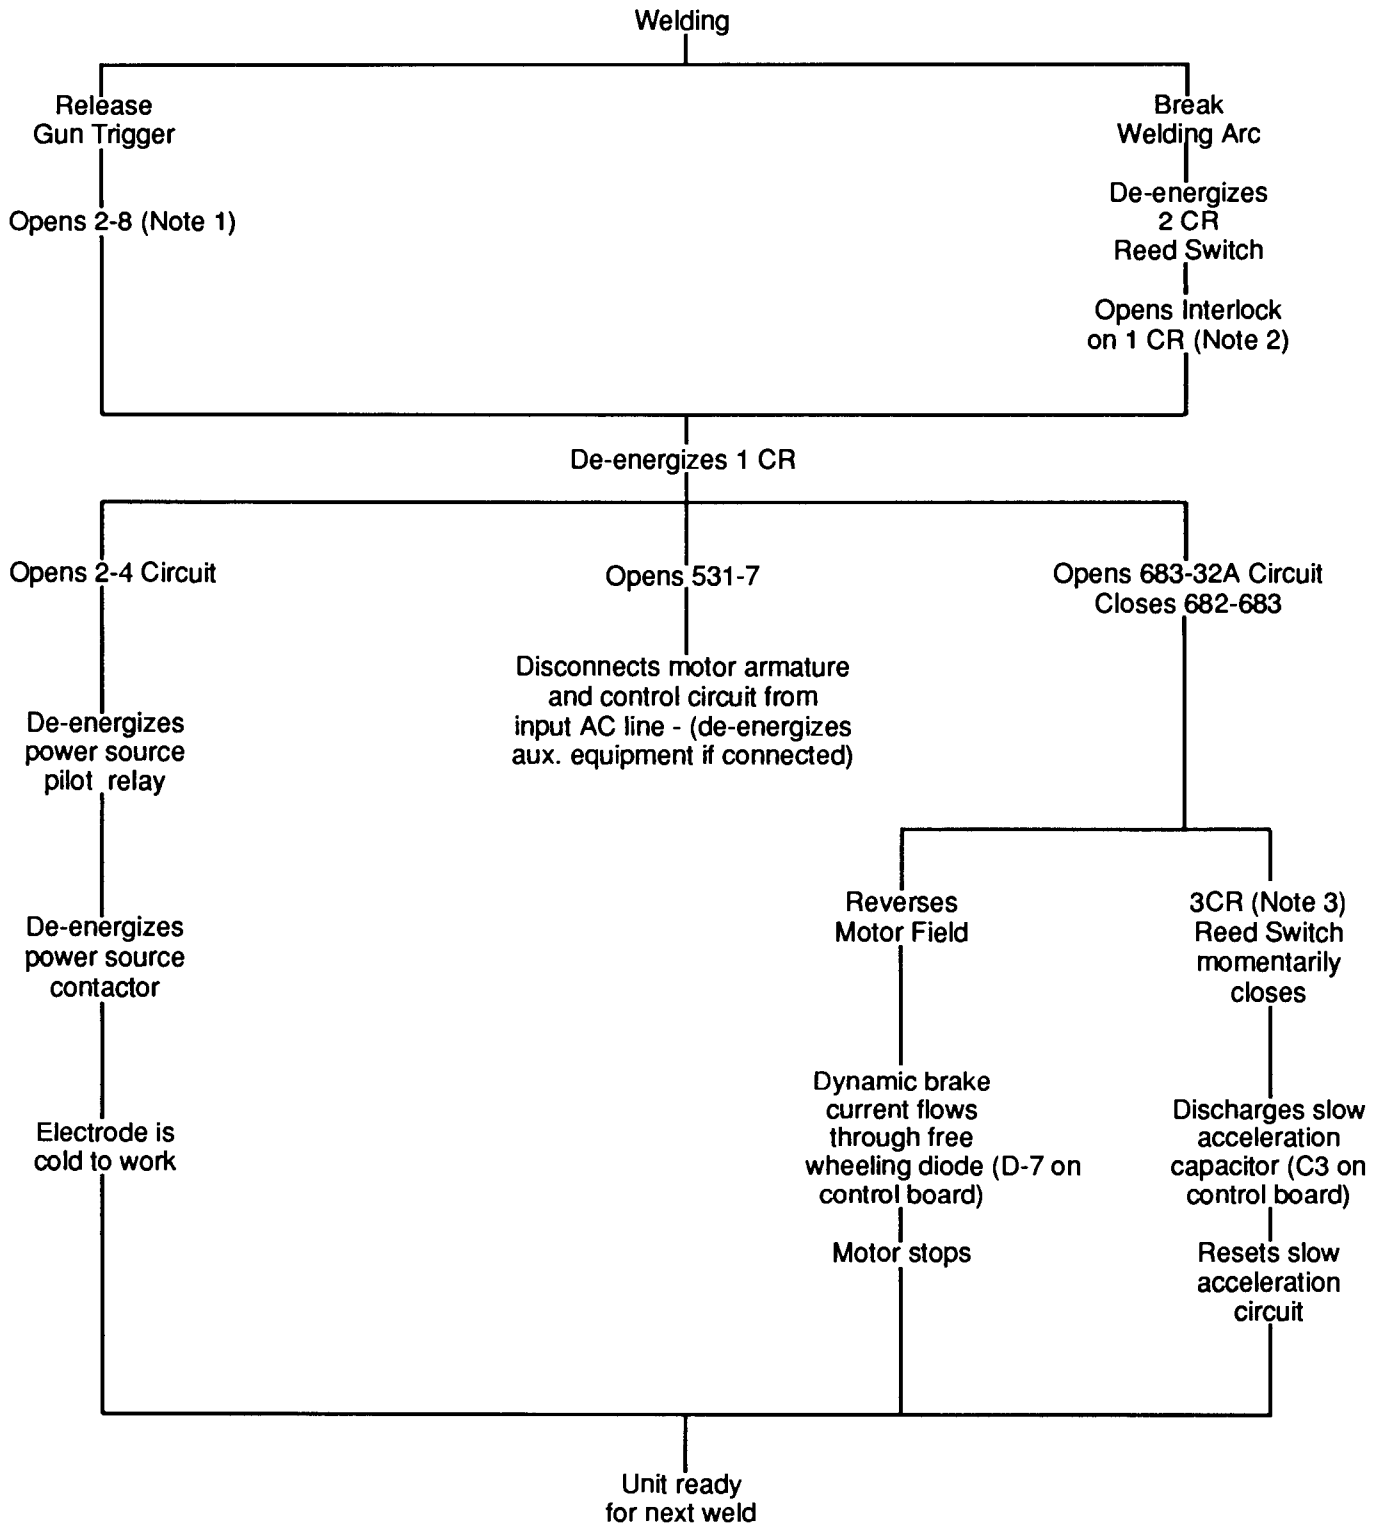 Welding
Release
Gun Trigger
Opens 2-8 (Note 1)
Break
Welding Arc
De-energizes
2 CR
Reed Switch
Opens Interlock
on 1 CR (Note 2)
De-energizes 1 CR
Opens 2-4 Circuit
De-energizes
power source
pilot relay
De-energizes
power source
contactor
Electrode is
cold to work
Opens 531-7
Disconnects motor armature
and control circuit from
input AC line - (de-energizes
aux. equipment if connected)
Opens 683-32A Circuit
Closes 682-683
Reverses
Motor Field
Dynamic brake
current flows
through free
wheeling diode (D-7 on
control board)
Motor stops
3CR (Note 3)
Reed Switch
momentarily
closes
Discharges slow
acceleration
capacitor (C3 on
control board)
Resets slow
acceleration
circuit
Unit ready
for next weld